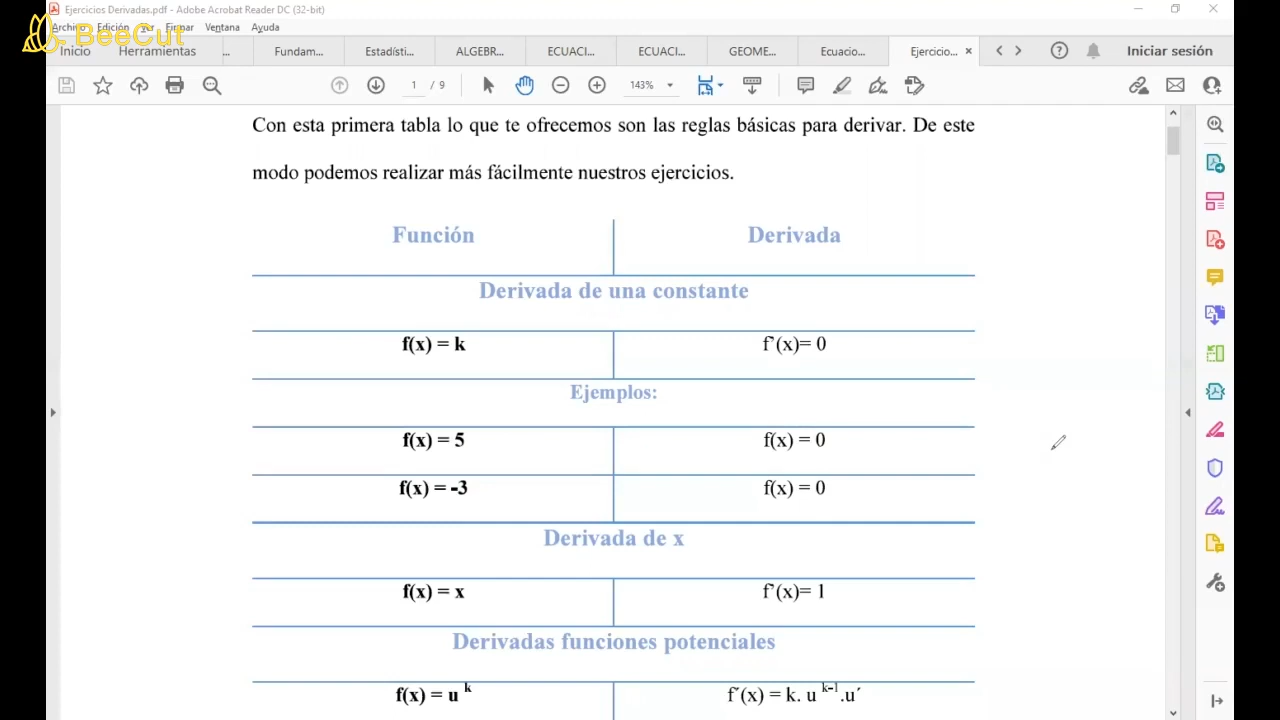 Ejercicios Derivadas.pdf - Adobe Acrobat Reader DC (32-bit)
Archivo Edición Ver Firmar Ventana Ayuda
BeeCut
Inicio Herramientas ... Fundam... Estadísti... ALGEBR... ECUACI... ECUACI... GEOME... Ecuacio... Ejercicio... × Iniciar sesión
1 / 9 143%
Con esta primera tabla lo que te ofrecemos son las reglas básicas para derivar. De este
modo podemos realizar más fácilmente nuestros ejercicios.
Función Derivada
Derivada de una constante
f(x) = k f'(x)= 0
Ejemplos:
f(x) = 5 f(x) = 0
f(x) = -3 f(x) = 0
Derivada de x
f(x) = x f'(x)= 1
Derivadas funciones potenciales
f(x) = u^k f´(x) = k. u^k-1.u´